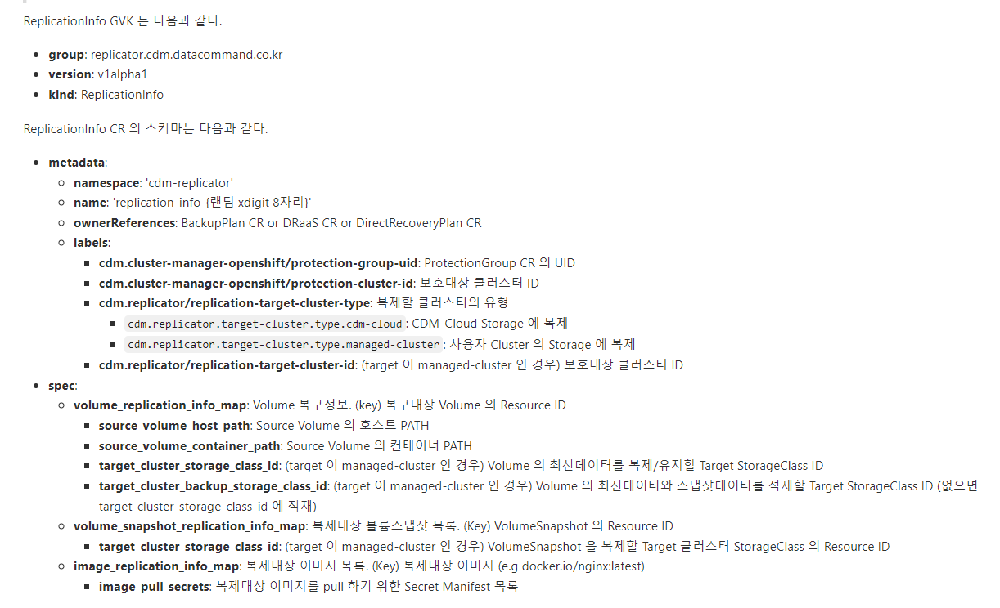 ReplicationInfo GVK 는 다음과 같다.
group: replicator.cdm.datacommand.co.kr
version: v1alpha1
kind: ReplicationInfo
ReplicationInfo CR 의 스키마는 다음과 같다.
metadata:
namespace: 'cdm-replicator'
name: 'replication-info-{랜덤 xdigit 8자리}'
ownerReferences: BackupPlan CR or DRaaS CR or DirectRecoveryPlan CR
labels:
cdm.cluster-manager-openshift/protection-group-uid: ProtectionGroup CR 의 UID
cdm.cluster-manager-openshift/protection-cluster-id: 보호대상 클러스터 ID
cdm.replicator/replication-target-cluster-type: 복제할 클러스터의 유형
cdm.replicator.target-cluster.type.cdm-cloud: CDM-Cloud Storage 에 복제
cdm.replicator.target-cluster.type.managed-cluster: 사용자 Cluster 의 Storage 에 복제
cdm.replicator/replication-target-cluster-id: (target 이 managed-cluster 인 경우) 보호대상 클러스터 ID
spec:
volume_replication_info_map: Volume 복구정보. (key) 복구대상 Volume 의 Resource ID
source_volume_host_path: Source Volume 의 호스트 PATH
source_volume_container_path: Source Volume 의 컨테이너 PATH
target_cluster_storage_class_id: (target 이 managed-cluster 인 경우) Volume 의 최신데이터를 복제/유지할 Target StorageClass ID
target_cluster_backup_storage_class_id: (target 이 managed-cluster 인 경우) Volume 의 최신데이터와 스냅샷데이터를 적재할 Target StorageClass ID (없으면
target_cluster_storage_class_id 에 적재)
volume_snapshot_replication_info_map: 복제대상 볼륨스냅샷 목록. (Key) VolumeSnapshot 의 Resource ID
target_cluster_storage_class_id: (target 이 managed-cluster 인 경우) VolumeSnapshot 을 복제할 Target 클러스터 StorageClass 의 Resource ID
image_replication_info_map: 복제대상 이미지 목록. (Key) 복제대상 이미지 (e.g docker.io/nginx:latest)
image_pull_secrets: 복제대상 이미지를 pull 하기 위한 Secret Manifest 목록